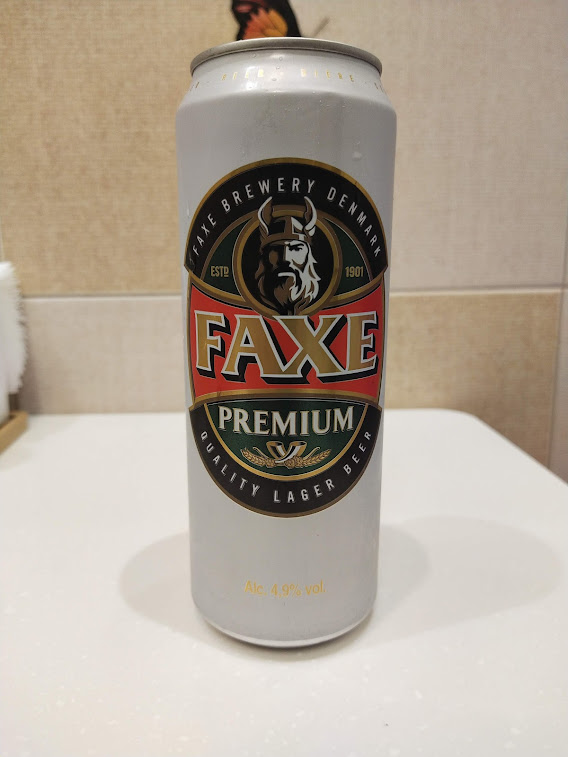 FAXE BREWERY DENMARK
ESTD 1901
FAXE
PREMIUM
QUALITY LAGER BEER
Alc. 4.9% vol.